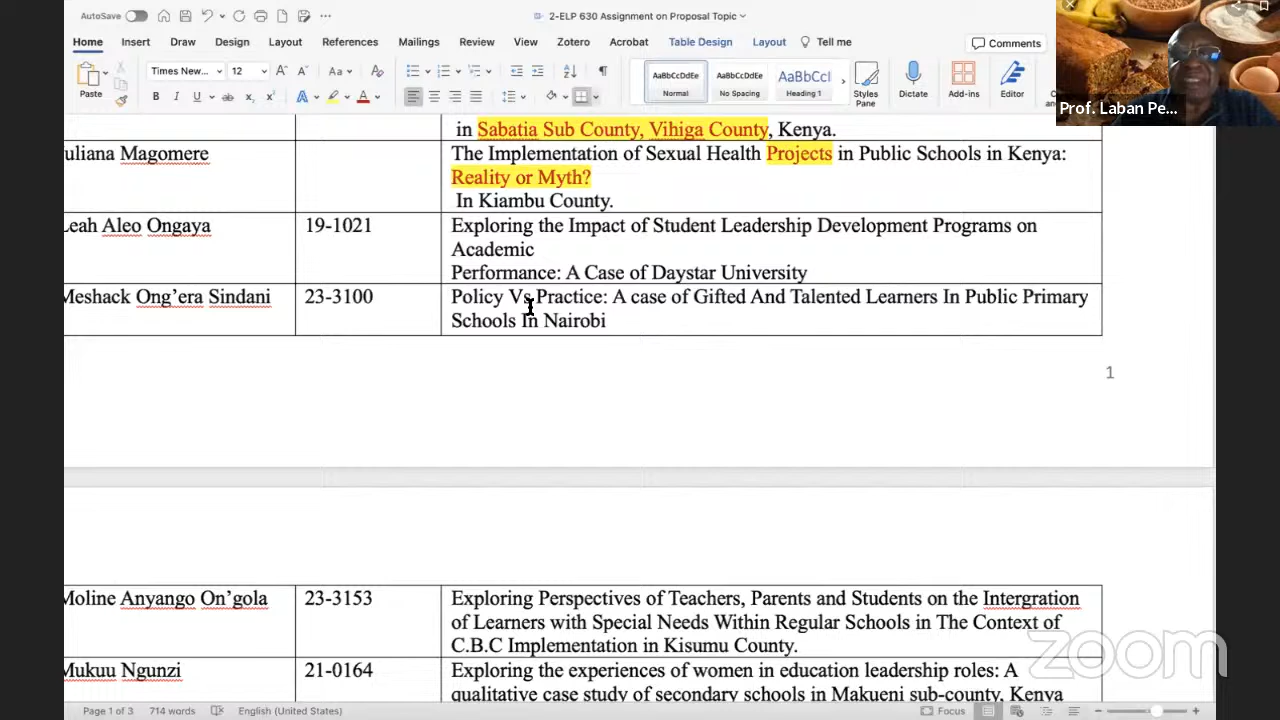 AutoSave
2-ELP 630 Assignment on Proposal Topic
Home Insert Draw Design Layout References Mailings Review View Zotero Acrobat Table Design Layout Tell me Comments
Paste
Times New... 12
AaBbCcDdEe
Normal
AaBbCcDdEe
No Spacing
AaBbCcI
Heading 1
Styles
Pane
Dictate
Add-ins
Editor
Prof. Laban Pe...
in Sabatia Sub County, Vihiga County, Kenya.
uliana Magomere
The Implementation of Sexual Health Projects in Public Schools in Kenya:
Reality or Myth?
In Kiambu County.
Leah Aleo Ongaya 19-1021
Exploring the Impact of Student Leadership Development Programs on
Academic
Performance: A Case of Daystar University
Meshack Ong’era Sindani 23-3100
Policy Vs Practice: A case of Gifted And Talented Learners In Public Primary
Schools In Nairobi
1
Moline Anyango On’gola 23-3153
Exploring Perspectives of Teachers, Parents and Students on the Intergration
of Learners with Special Needs Within Regular Schools in The Context of
C.B.C Implementation in Kisumu County.
Mukuu Ngunzi 21-0164
Exploring the experiences of women in education leadership roles: A
qualitative case study of secondary schools in Makueni sub-county, Kenya
zoom
Page 1 of 3 714 words English (United States) Focus